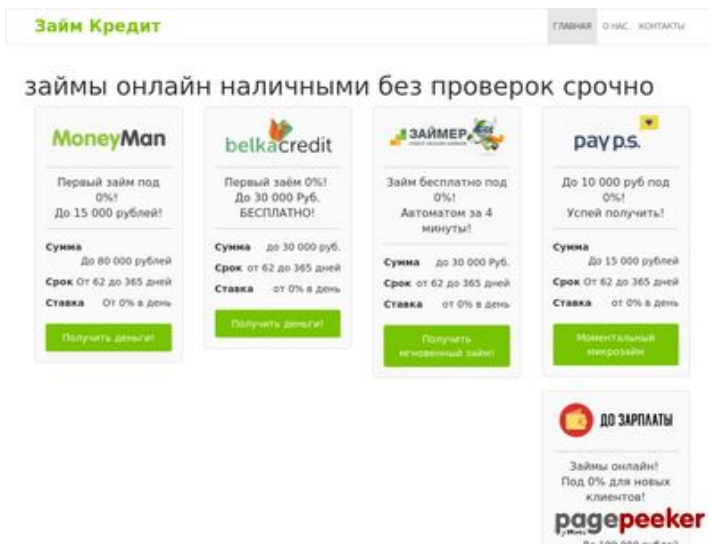 Займ Кредит
ГЛАВНАЯ О НАС КОНТАКТЫ
займы онлайн наличными без проверок срочно
MoneyMan
Первый займ под
0%!
До 15 000 рублей!
Сумма
До 80 000 рублей
Срок От 62 до 365 дней
Ставка От 0% в день
Получить деньги!
belkacredit
Первый заём 0%!
До 30 000 Руб.
БЕСПЛАТНО!
Сумма до 30 000 руб.
Срок от 62 до 365 дней
Ставка от 0% в день
Получить деньги!
ЗАЙМЕР
Займ бесплатно под
0%!
Автоматом за 4
минуты!
Сумма до 30 000 Руб.
Срок от 62 до 365 дней
Ставка от 0% в день
Получить
мгновенный займ!
pay p.s.
До 10 000 руб под
0%!
Успей получить!
Сумма
До 15 000 рублей
Срок От 62 до 365 дней
Ставка От 0% в день
Моментальный
микрозайм
ДО ЗАРПЛАТЫ
Займы онлайн!
Под 0% для новых
клиентов!
pagepeeker
До 100 000 рублей